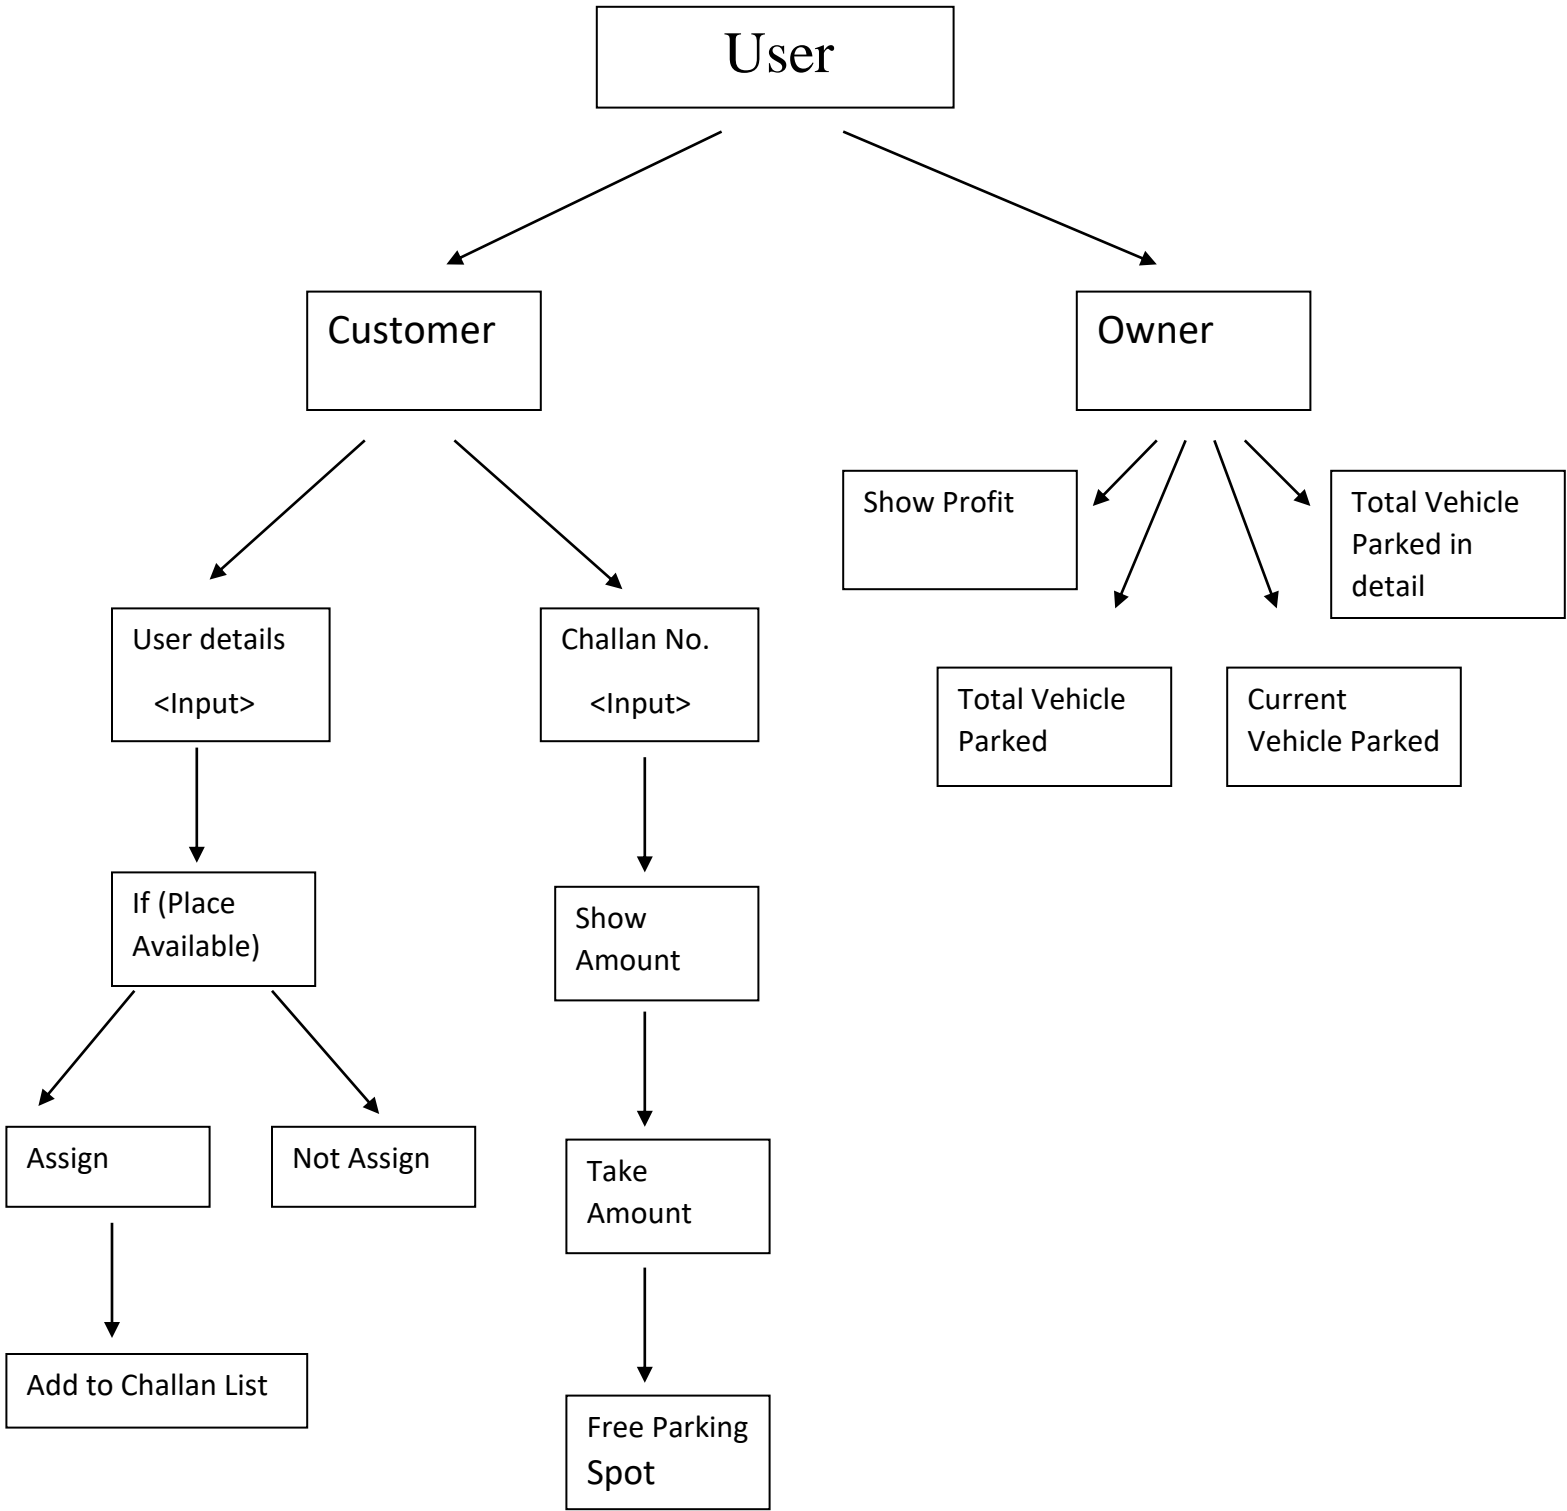 User
Customer
Owner
Show Profit
Total Vehicle
Parked in
detail
User details
<Input>
Challan No.
<Input>
Total Vehicle
Parked
Current
Vehicle Parked
If (Place
Available)
Show
Amount
Assign
Not Assign
Take
Amount
Add to Challan List
Free Parking
Spot